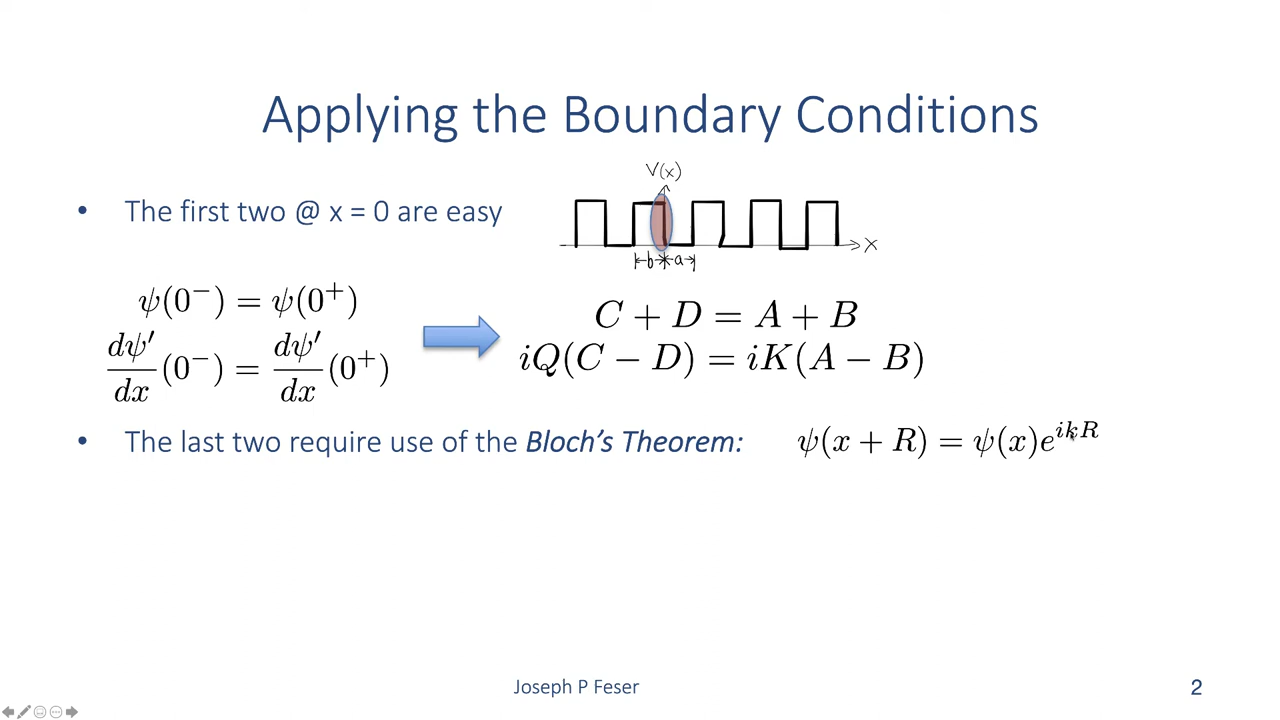 Applying the Boundary Conditions
V(x)
• The first two @ x = 0 are easy
x
b a
ψ(0⁻) = ψ(0⁺)
C + D = A + B
dψ′/dx (0⁻) = dψ′/dx (0⁺)
iQ(C − D) = iK(A − B)
• The last two require use of the Bloch's Theorem: ψ(x + R) = ψ(x)e^{ikR}
Joseph P Feser
2